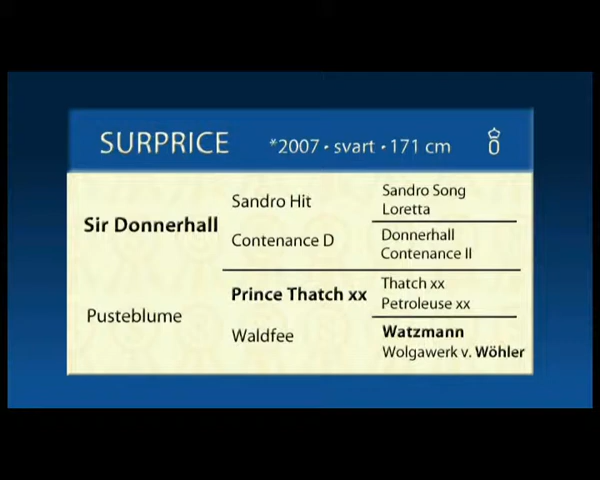 SURPRICE *2007 • svart • 171 cm
Sir Donnerhall
Sandro Hit
Sandro Song
Loretta
Contenance D
Donnerhall
Contenance II
Pusteblume
Prince Thatch xx
Thatch xx
Petroleuse xx
Waldfee
Watzmann
Wolgawerk v. Wöhler